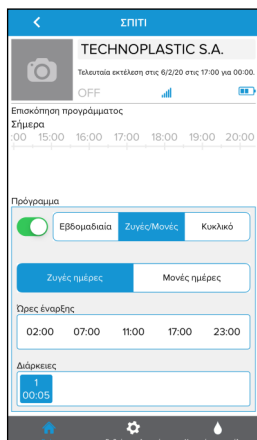 ΣΠΙΤΙ
TECHNOPLASTIC S.A.
Τελευταία εκτέλεση στις 6/2/20 στις 17:00 για 00:00.
OFF
Επισκόπηση προγράμματος
Σήμερα
:00 15:00 16:00 17:00 18:00 19:00 20:00
Πρόγραμμα
Εβδομαδιαία Ζυγές/Μονές Κυκλικό
Ζυγές ημέρες Μονές ημέρες
Ώρες έναρξης
02:00 07:00 11:00 17:00 23:00
Διάρκειες
1
00:05